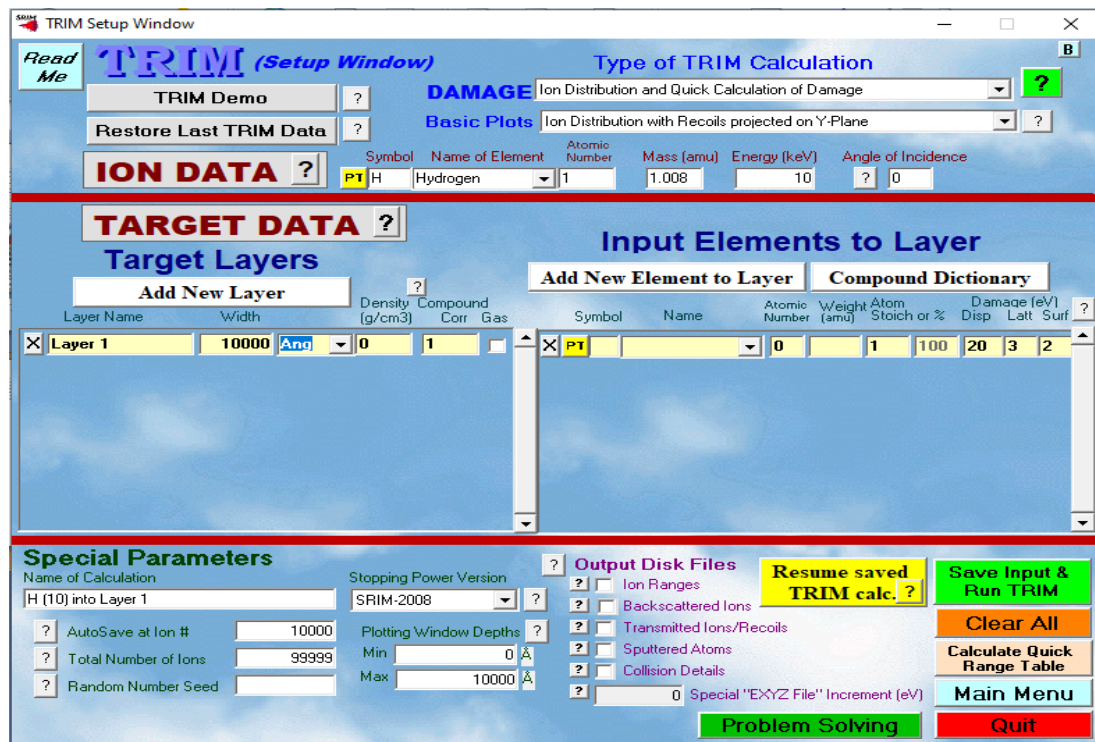 SRIM
TRIM Setup Window
Read Me
TRIM (Setup Window)
Type of TRIM Calculation
B
TRIM Demo
?
DAMAGE
Ion Distribution and Quick Calculation of Damage
?
Restore Last TRIM Data
?
Basic Plots
Ion Distribution with Recoils projected on Y-Plane
?
ION DATA ?
Symbol Name of Element Atomic Number Mass (amu) Energy (keV) Angle of Incidence
PT H Hydrogen 1 1.008 10 ? 0
TARGET DATA ?
Target Layers
Input Elements to Layer
Add New Layer
?
Add New Element to Layer
Compound Dictionary
Layer Name Width Density (g/cm3) Compound Corr Gas
Symbol Name Atomic Number Weight (amu) Atom Stoich or % Damage (eV) Disp Latt Surf ?
X Layer 1 10000 Ang 0 1
X PT 0 1 100 20 3 2
Special Parameters
Name of Calculation
H (10) into Layer 1
Stopping Power Version
SRIM-2008 ?
? AutoSave at Ion # 10000
? Total Number of Ions 99999
? Random Number Seed
Plotting Window Depths ?
Min 0 Å
Max 10000 Å
? Output Disk Files
? Ion Ranges
? Backscattered Ions
? Transmitted Ions/Recoils
? Sputtered Atoms
? Collision Details
? 0 Special "EXYZ File" Increment (eV)
Resume saved
TRIM calc. ?
Save Input &
Run TRIM
Clear All
Calculate Quick
Range Table
Main Menu
Problem Solving
Quit